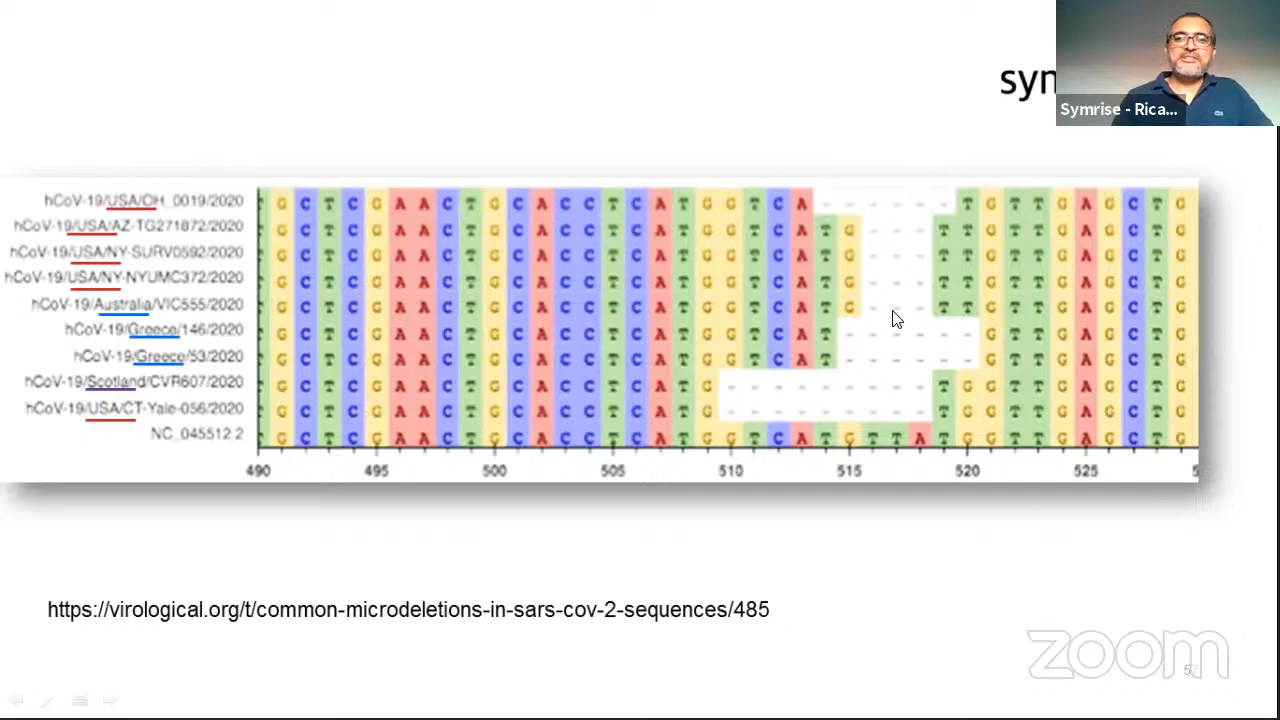 sym
Symrise - Rica...
hCoV-19/USA/OH_0019/2020 G C T C G A A C T G C A C C T C A T G G T C A - - - - - - T G T T G A G C T G
hCoV-19/USA/AZ-TG271872/2020 G C T C G A A C T G C A C C T C A T G G T C A T G - - - T T G T T G A G C T G
hCoV-19/USA/NY-SURV0592/2020 G C T C G A A C T G C A C C T C A T G G T C A T G - - - T T G T T G A G C T G
hCoV-19/USA/NY-NYUMC372/2020 G C T C G A A C T G C A C C T C A T G G T C A T G - - - T T G T T G A G C T G
hCoV-19/Australia/VIC555/2020 G C T C G A A C T G C A C C T C A T G G T C A T G - - - T T G T T G A G C T G
hCoV-19/Greece/146/2020 G C T C G A A C T G C A C C T C A T G G T C A T - - - - - - G T T G A G C T G
hCoV-19/Greece/53/2020 G C T C G A A C T G C A C C T C A T G G T C A T - - - - - - G T T G A G C T G
hCoV-19/Scotland/CVR607/2020 G C T C G A A C T G C A C C T C A T G - - - - - - - - - T G G T T G A G C T G
hCoV-19/USA/CT-Yale-056/2020 G C T C G A A C T G C A C C T C A T G - - - - - - - - - T G G T T G A G C T G
NC_045512.2 G C T C G A A C T G C A C C T C A T G G T C A T G T T A T G G T T G A G C T G
490 495 500 505 510 515 520 525
https://virological.org/t/common-microdeletions-in-sars-cov-2-sequences/485
zoom
57